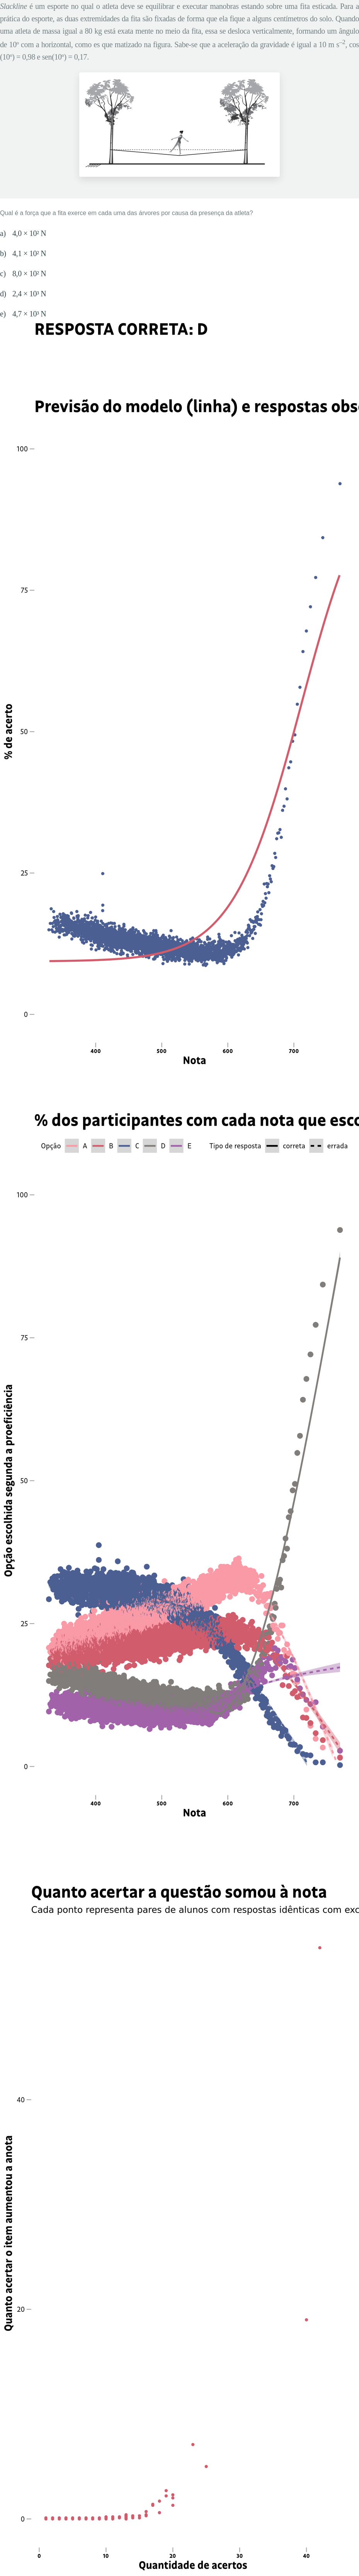 Slackline é um esporte no qual o atleta deve se equilibrar e executar manobras estando sobre uma fita esticada. Para a
prática do esporte, as duas extremidades da fita são fixadas de forma que ela fique a alguns centímetros do solo. Quando
uma atleta de massa igual a 80 kg está exata mente no meio da fita, essa se desloca verticalmente, formando um ângulo
de 10º com a horizontal, como es que matizado na figura. Sabe-se que a aceleração da gravidade é igual a 10 m s⁻², cos
(10º) = 0,98 e sen(10º) = 0,17.
Qual é a força que a fita exerce em cada uma das árvores por causa da presença da atleta?
a) 4,0 × 10² N
b) 4,1 × 10² N
c) 8,0 × 10² N
d) 2,4 × 10³ N
e) 4,7 × 10³ N
RESPOSTA CORRETA: D
Previsão do modelo (linha) e respostas obs
100
75
50
25
0
% de acerto
400 500 600 700
Nota
% dos participantes com cada nota que esco
Opção A B C D E Tipo de resposta correta errada
100
75
50
25
0
Opção escolhida segunda a proeficiência
400 500 600 700
Nota
Quanto acertar a questão somou à nota
Cada ponto representa pares de alunos com respostas idênticas com exc
40
20
0
Quanto acertar o item aumentou a anota
0 10 20 30 40
Quantidade de acertos